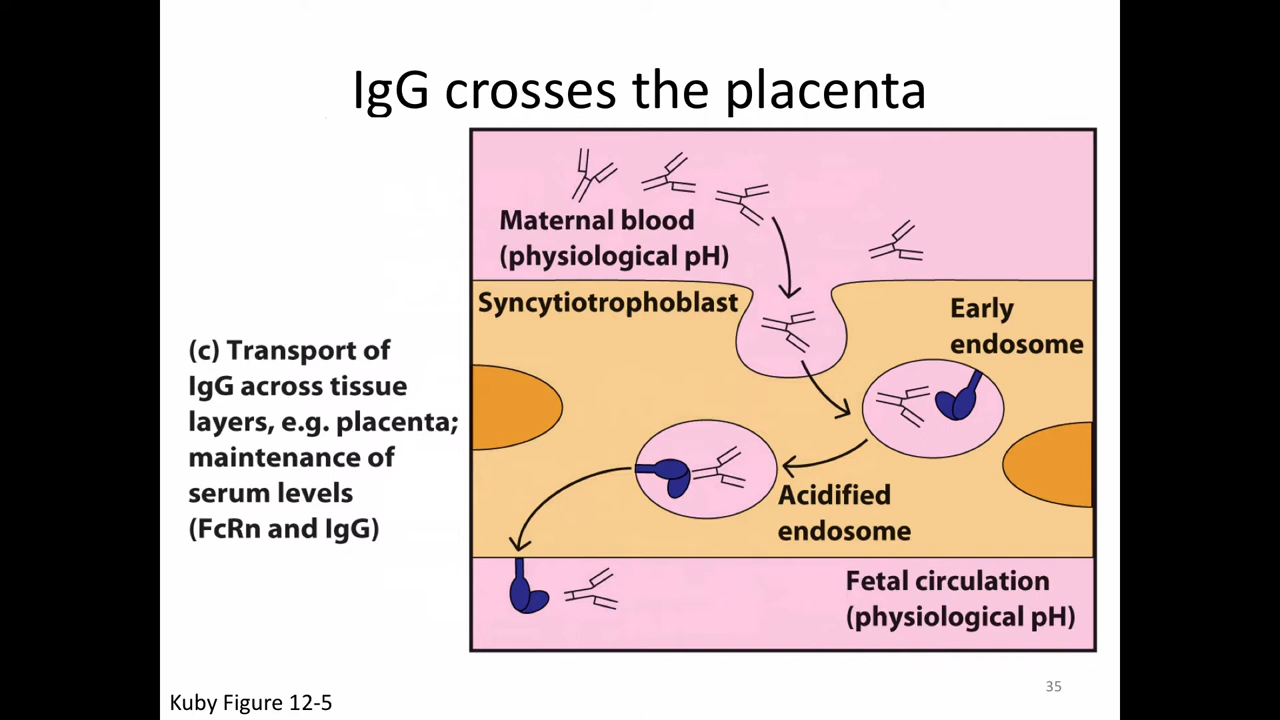 IgG crosses the placenta
Maternal blood
(physiological pH)
Syncytiotrophoblast
Early
endosome
(c) Transport of
IgG across tissue
layers, e.g. placenta;
maintenance of
serum levels
(FcRn and IgG)
Acidified
endosome
Fetal circulation
(physiological pH)
35
Kuby Figure 12-5